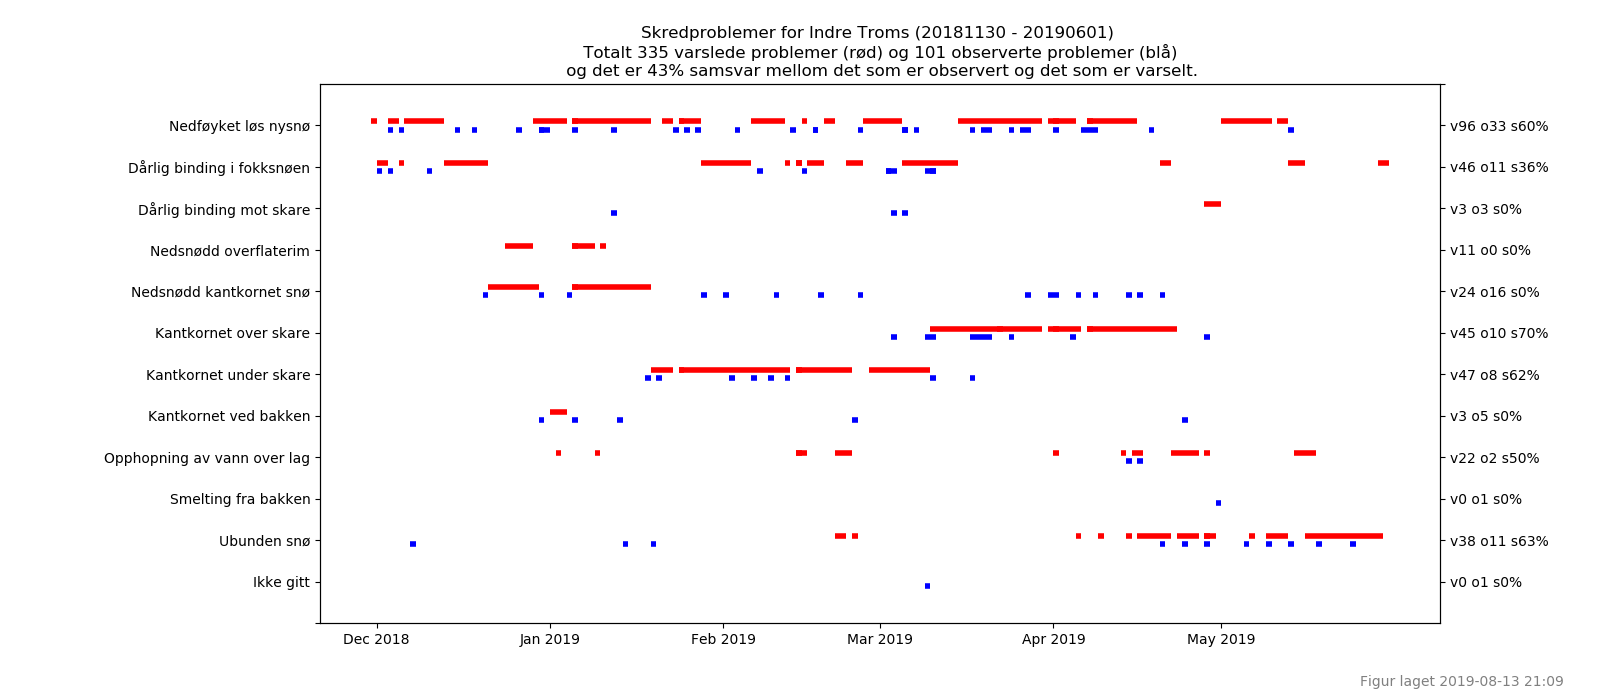 Skredproblemer for Indre Troms (20181130 - 20190601)
Totalt 335 varslede problemer (rød) og 101 observerte problemer (blå)
og det er 43% samsvar mellom det som er observert og det som er varselt.
Nedføyket løs nysnø v96 o33 s60%
Dårlig binding i fokksnøen v46 o11 s36%
Dårlig binding mot skare v3 o3 s0%
Nedsnødd overflaterim v11 o0 s0%
Nedsnødd kantkornet snø v24 o16 s0%
Kantkornet over skare v45 o10 s70%
Kantkornet under skare v47 o8 s62%
Kantkornet ved bakken v3 o5 s0%
Opphopning av vann over lag v22 o2 s50%
Smelting fra bakken v0 o1 s0%
Ubunden snø v38 o11 s63%
Ikke gitt v0 o1 s0%
Dec 2018 Jan 2019 Feb 2019 Mar 2019 Apr 2019 May 2019
Figur laget 2019-08-13 21:09